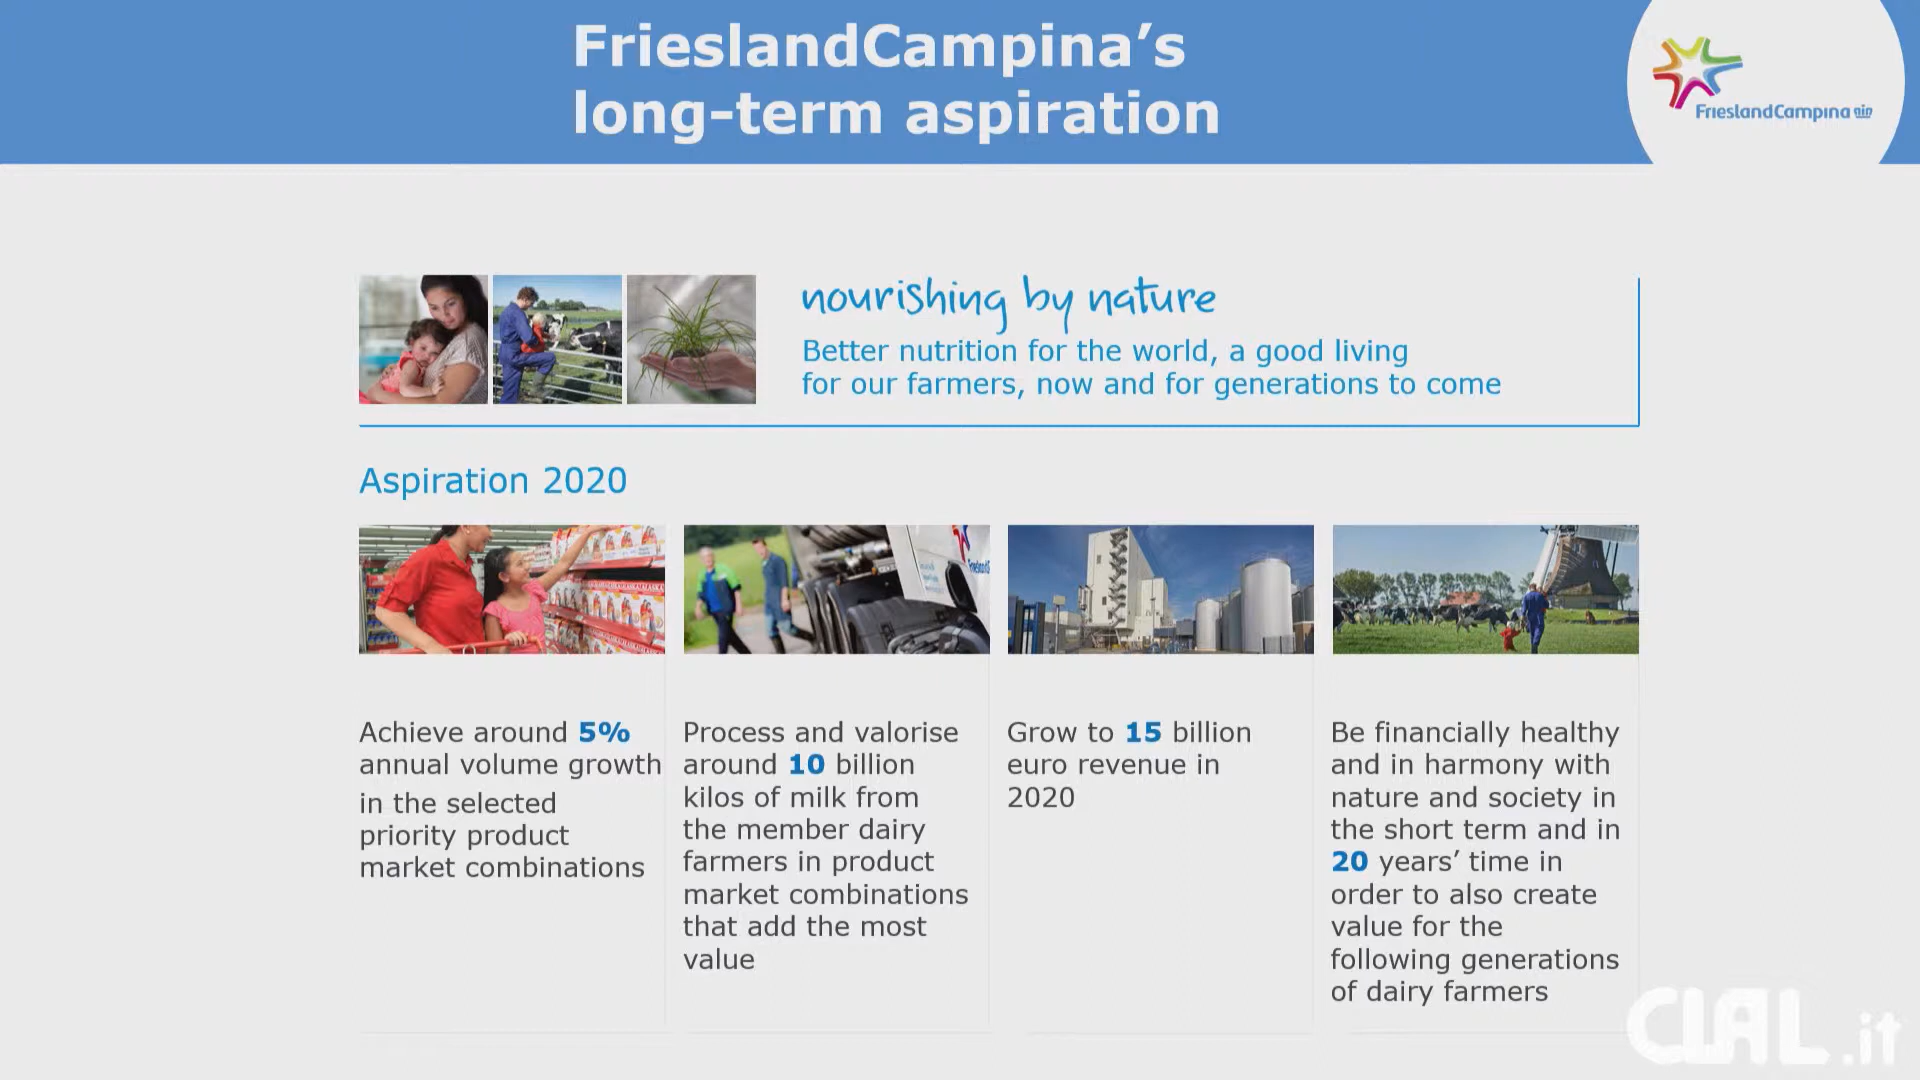 FrieslandCampina’s
long-term aspiration
FrieslandCampina
nourishing by nature
Better nutrition for the world, a good living
for our farmers, now and for generations to come
Aspiration 2020
Achieve around 5%
annual volume growth
in the selected
priority product
market combinations
Process and valorise
around 10 billion
kilos of milk from
the member dairy
farmers in product
market combinations
that add the most
value
Grow to 15 billion
euro revenue in
2020
Be financially healthy
and in harmony with
nature and society in
the short term and in
20 years’ time in
order to also create
value for the
following generations
of dairy farmers
CLAL.it